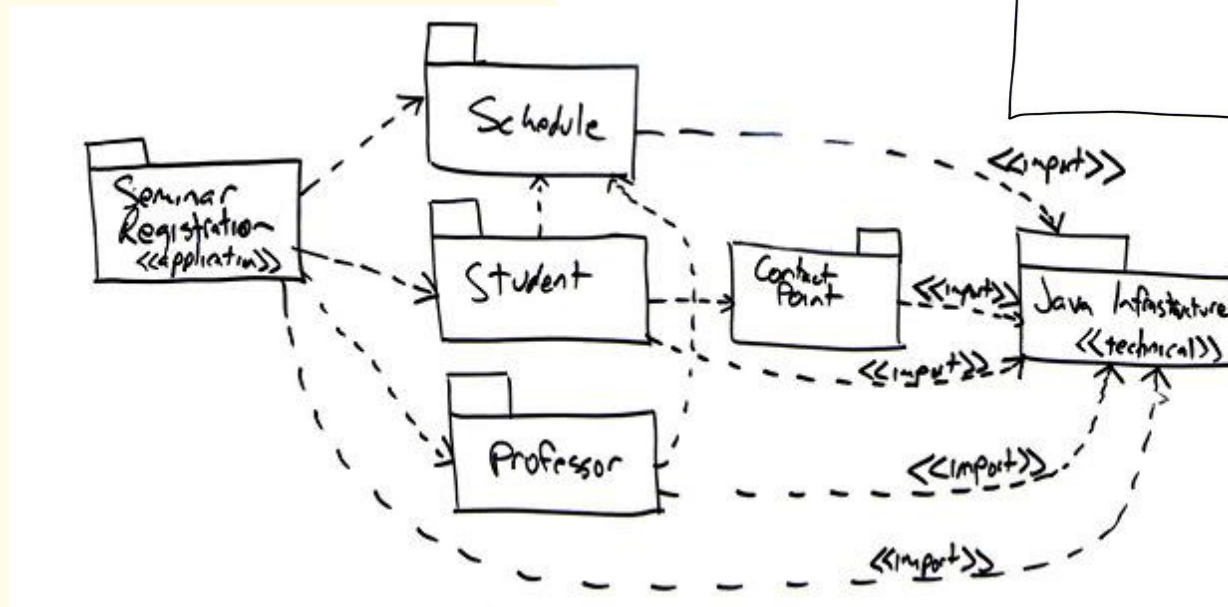 Schedule
<<import>>
Seminar
Registration
<<application>>
Student
Contact
Point
<<import>>
Java Infrastructure
<<technical>>
<<import>>
Professor
<<import>>
<<import>>